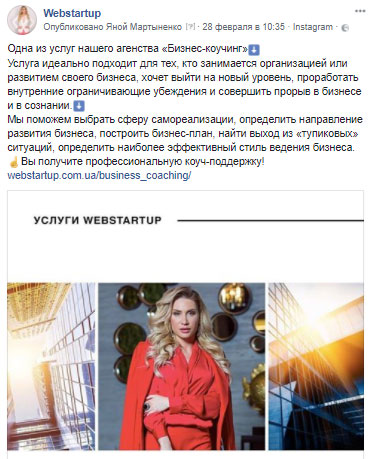 Webstartup
Опубликовано Яной Мартыненко · 28 февраля в 10:35 · Instagram ·
Одна из услуг нашего агенства «Бизнес-коучинг»⬇
Услуга идеально подходит для тех, кто занимается организацией или
развитием своего бизнеса, хочет выйти на новый уровень, проработать
внутренние ограничивающие убеждения и совершить прорыв в бизнесе
и в сознании.⬇
Мы поможем выбрать сферу самореализации, определить направление
развития бизнеса, построить бизнес-план, найти выход из «тупиковых»
ситуаций, определить наиболее эффективный стиль ведения бизнеса.
☝Вы получите профессиональную коуч-поддержку!
webstartup.com.ua/business_coaching/
УСЛУГИ WEBSTARTUP